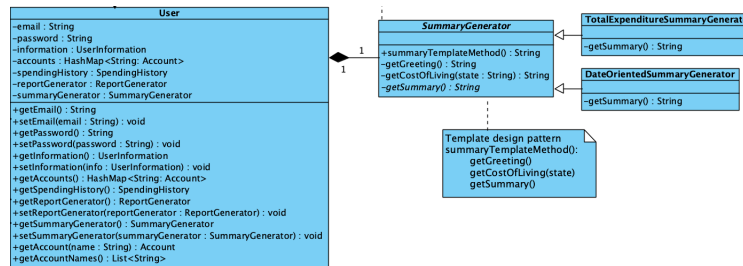 User
-email : String
-password : String
-information : UserInformation
-accounts : HashMap<String: Account>
-spendingHistory : SpendingHistory
-reportGenerator : ReportGenerator
-summaryGenerator : SummaryGenerator
+getEmail() : String
+setEmail(email : String) : void
+getPassword() : String
+setPassword(password : String) : void
+getInformation() : UserInformation
+setInformation(info : UserInformation) : void
+getAccounts() : HashMap<String: Account>
+getSpendingHistory() : SpendingHistory
+getReportGenerator() : ReportGenerator
+setReportGenerator(reportGenerator : ReportGenerator) : void
+getSummaryGenerator() : SummaryGenerator
+setSummaryGenerator(summaryGenerator : SummaryGenerator) : void
+getAccount(name : String) : Account
+getAccountNames() : List<String>
1
1
SummaryGenerator
+summaryTemplateMethod() : String
-getGreeting() : String
-getCostOfLiving(state : String) : String
-getSummary() : String
TotalExpenditureSummaryGenerat
-getSummary() : String
DateOrientedSummaryGenerator
-getSummary() : String
Template design pattern
summaryTemplateMethod():
getGreeting()
getCostOfLiving(state)
getSummary()